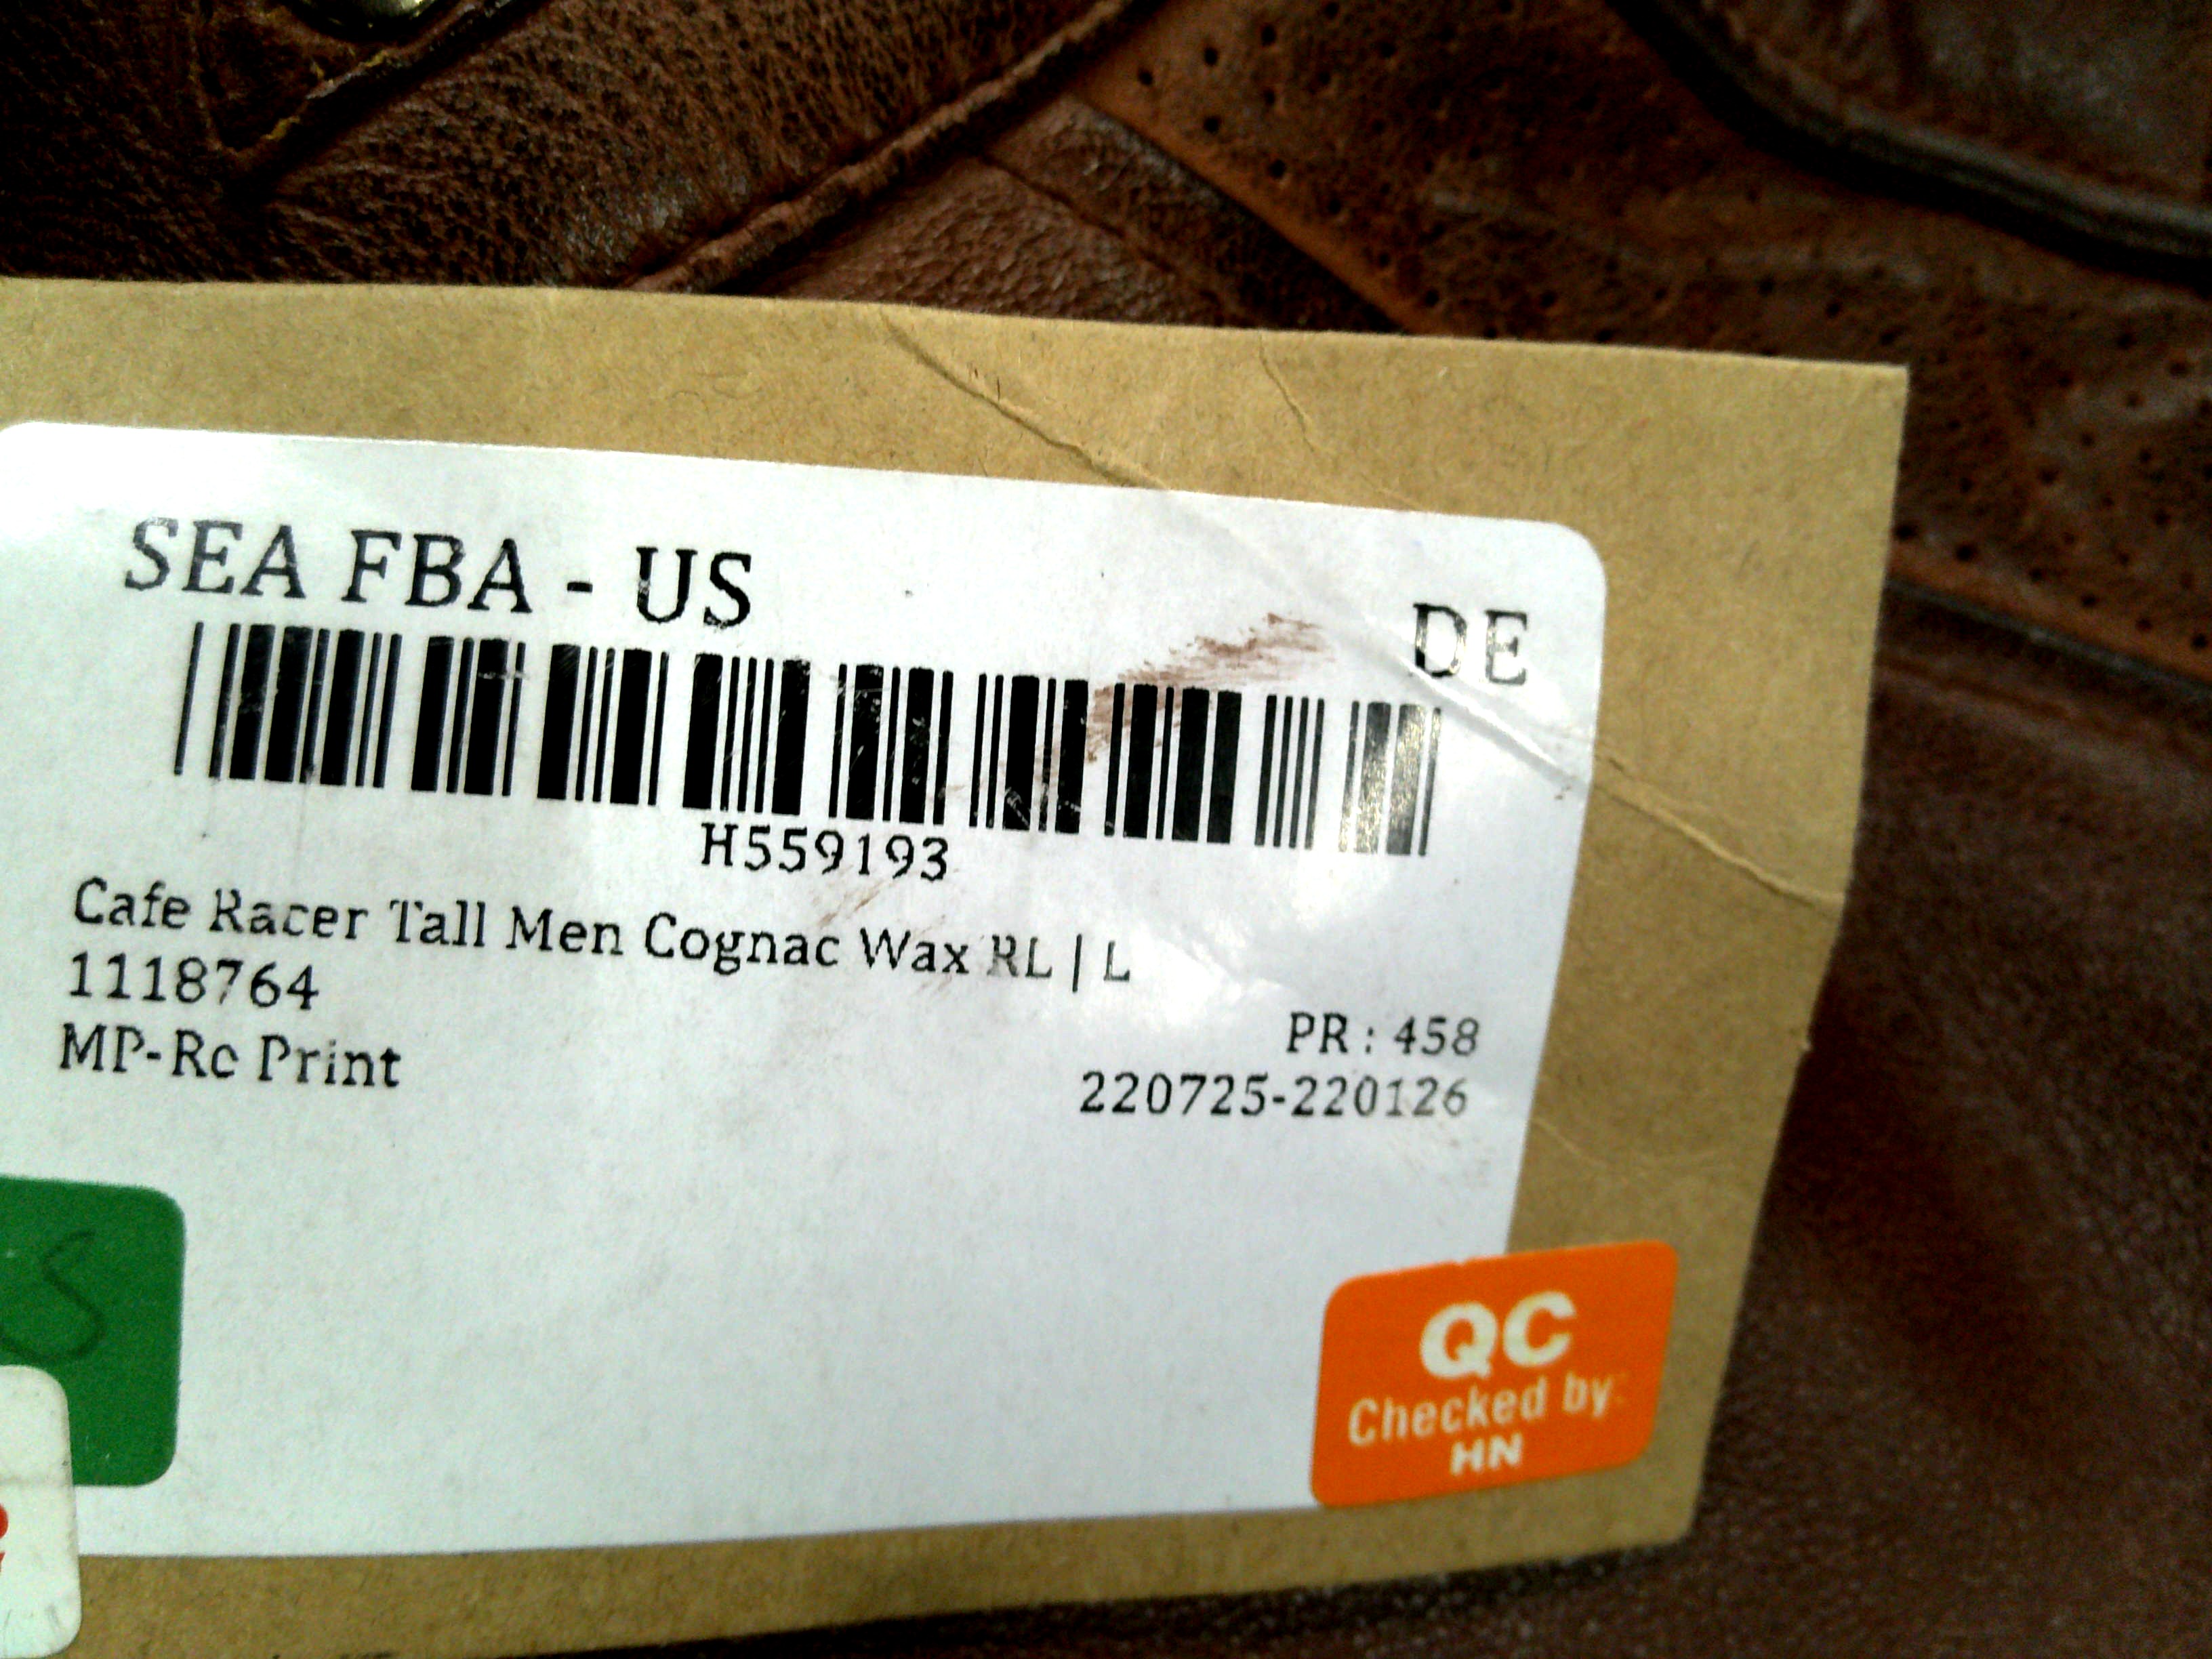 SEA FBA - US
DE
H559193
Cafe Racer Tall Men Cognac Wax RL | L
1118764
MP-Rc Print
PR : 458
220725-220126
S
QC
Checked by:
HN